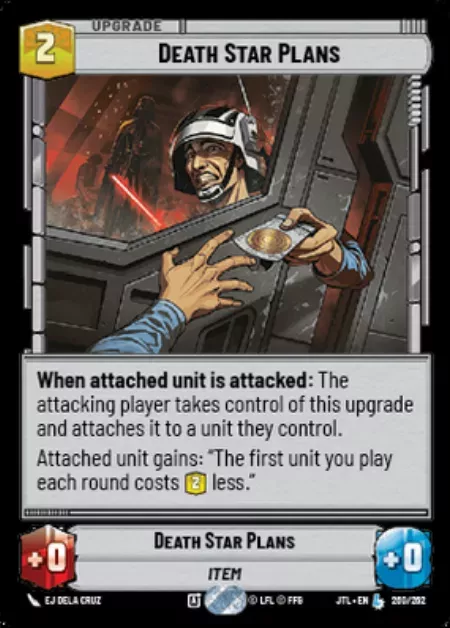 UPGRADE
2
DEATH STAR PLANS
When attached unit is attacked: The
attacking player takes control of this upgrade
and attaches it to a unit they control.
Attached unit gains: “The first unit you play
each round costs 2 less.”
+0
DEATH STAR PLANS
+0
ITEM
EJ DELA CRUZ
© LFL © FFG
JTL • EN
/262